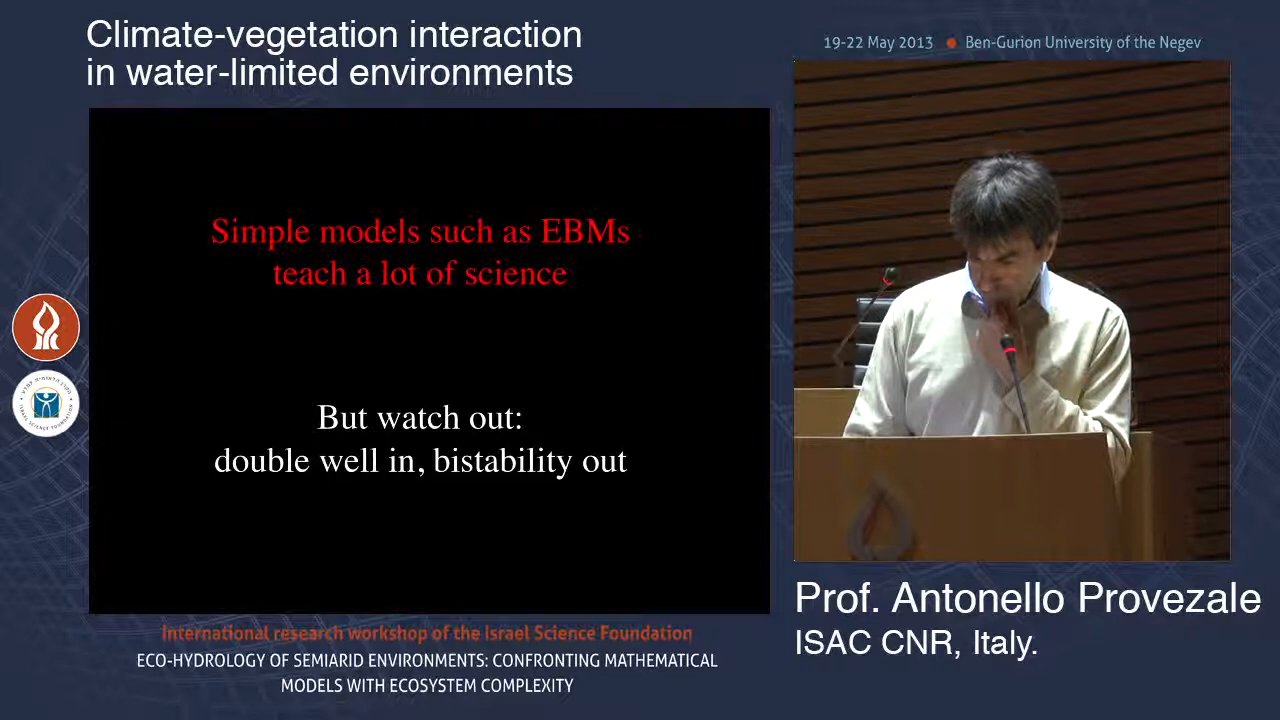 Climate-vegetation interaction
in water-limited environments
19-22 May 2013 ● Ben-Gurion University of the Negev
Simple models such as EBMs
teach a lot of science
But watch out:
double well in, bistability out
Prof. Antonello Provezale
ISAC CNR, Italy.
International research workshop of the Israel Science Foundation
ECO-HYDROLOGY OF SEMIARID ENVIRONMENTS: CONFRONTING MATHEMATICAL
MODELS WITH ECOSYSTEM COMPLEXITY
ISRAEL SCIENCE FOUNDATION